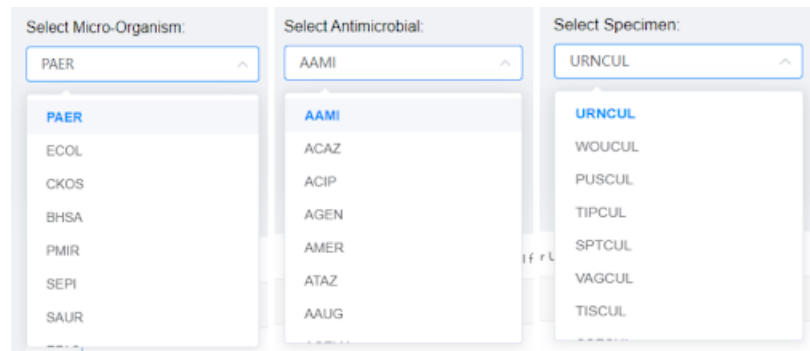 Select Micro-Organism:
PAER
PAER
ECOL
CKOS
BHSA
PMIR
SEPI
SAUR
Select Antimicrobial:
AAMI
AAMI
ACAZ
ACIP
AGEN
AMER
ATAZ
AAUG
Select Specimen:
URNCUL
URNCUL
WOUCUL
PUSCUL
TIPCUL
SPTCUL
VAGCUL
TISCUL